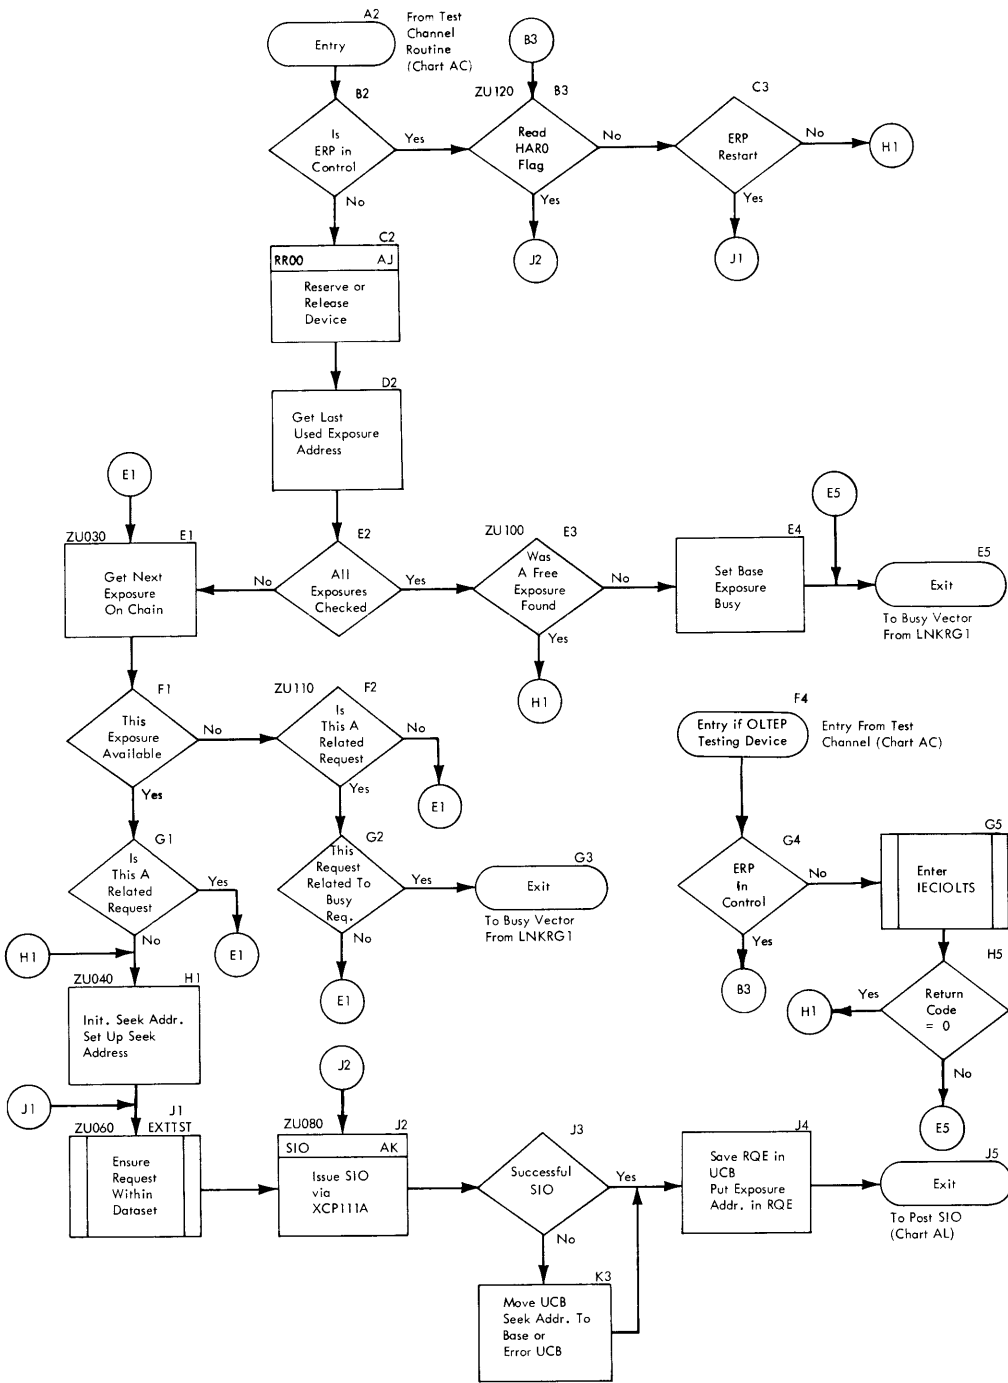 A2
Entry
From Test
Channel
Routine
(Chart AC)
B3
B2
Is
ERP in
Control
Yes
No
ZU120
B3
Read
HAR0
Flag
No
Yes
C3
ERP
Restart
No
H1
Yes
J2
J1
C2
RR00 AJ
Reserve or
Release
Device
D2
Get Last
Used Exposure
Address
E1
ZU030 E1
Get Next
Exposure
On Chain
No
E2
All
Exposures
Checked
Yes
ZU100
E3
Was
A Free
Exposure
Found
No
Yes
H1
E4
Set Base
Exposure
Busy
E5
E5
Exit
To Busy Vector
From LNKRG1
F1
This
Exposure
Available
No
Yes
ZU110
F2
Is
This A
Related
Request
No
E1
Yes
F4
Entry if OLTEP
Testing Device
Entry From Test
Channel (Chart AC)
G1
Is
This A
Related
Request
Yes
E1
No
G2
This
Request
Related To
Busy
Req.
Yes
No
E1
G3
Exit
To Busy Vector
From LNKRG1
G4
ERP
In
Control
No
Yes
B3
G5
Enter
IECIOLTS
H1
ZU040 H1
Init. Seek Addr.
Set Up Seek
Address
H5
Return
Code
= 0
Yes
H1
No
E5
J1
J1
ZU060 EXTTST
Ensure
Request
Within
Dataset
J2
ZU080 J2
SIO AK
Issue SIO
via
XCP111A
J3
Successful
SIO
Yes
No
J4
Save RQE in
UCB
Put Exposure
Addr. in RQE
J5
Exit
To Post SIO
(Chart AL)
K3
Move UCB
Seek Addr. To
Base or
Error UCB